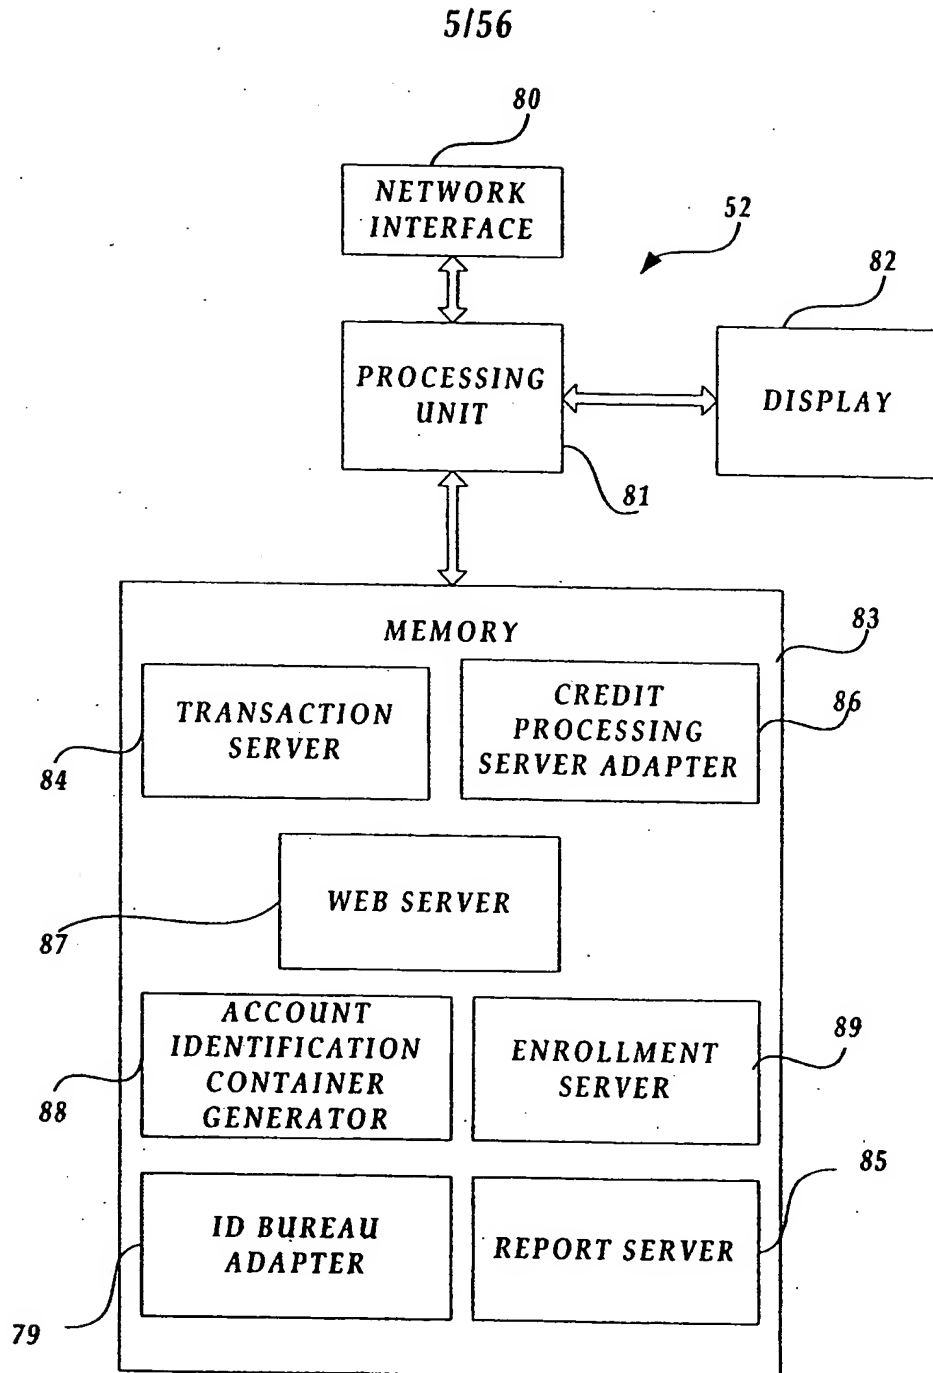 5/56
80
NETWORK
INTERFACE
52
82
PROCESSING
UNIT
DISPLAY
81
MEMORY
83
TRANSACTION
SERVER
CREDIT
PROCESSING
SERVER ADAPTER
86
84
WEB SERVER
87
ACCOUNT
IDENTIFICATION
CONTAINER
GENERATOR
ENROLLMENT
SERVER
89
88
85
ID BUREAU
ADAPTER
REPORT SERVER
79